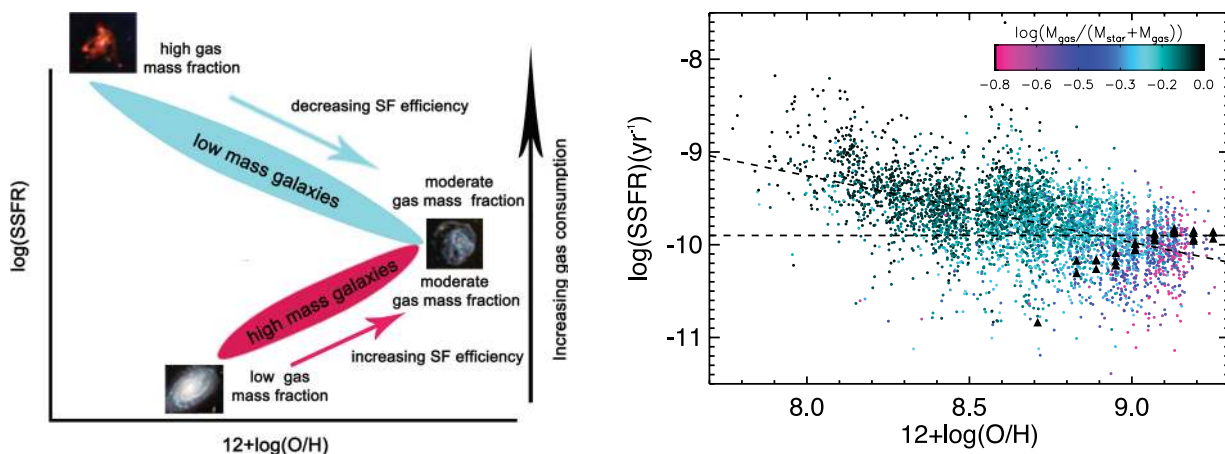 high gas
mass fraction
decreasing SF efficiency
low mass galaxies
moderate
gas mass fraction
moderate
gas mass fraction
high mass galaxies
increasing SF efficiency
low gas
mass fraction
log(SSFR)
12+log(O/H)
Increasing gas consumption
log(M_gas/(M_star+M_gas))
-0.8 -0.6 -0.5 -0.3 -0.2 0.0
-8
-9
-10
-11
log(SSFR)(yr⁻¹)
8.0 8.5 9.0
12+log(O/H)